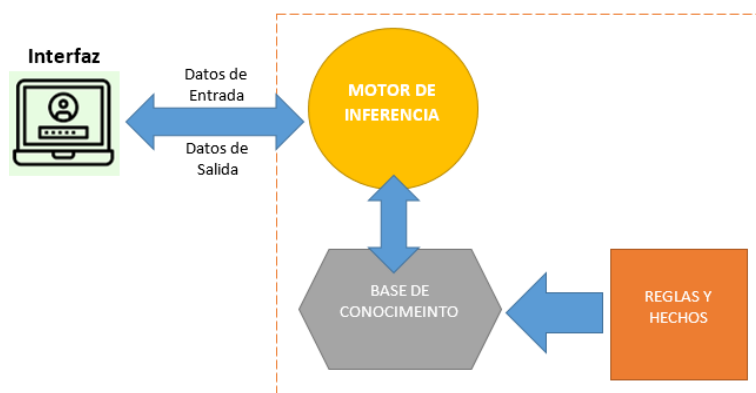 Interfaz
Datos de
Entrada
Datos de
Salida
MOTOR DE
INFERENCIA
BASE DE
CONOCIMEINTO
REGLAS Y
HECHOS